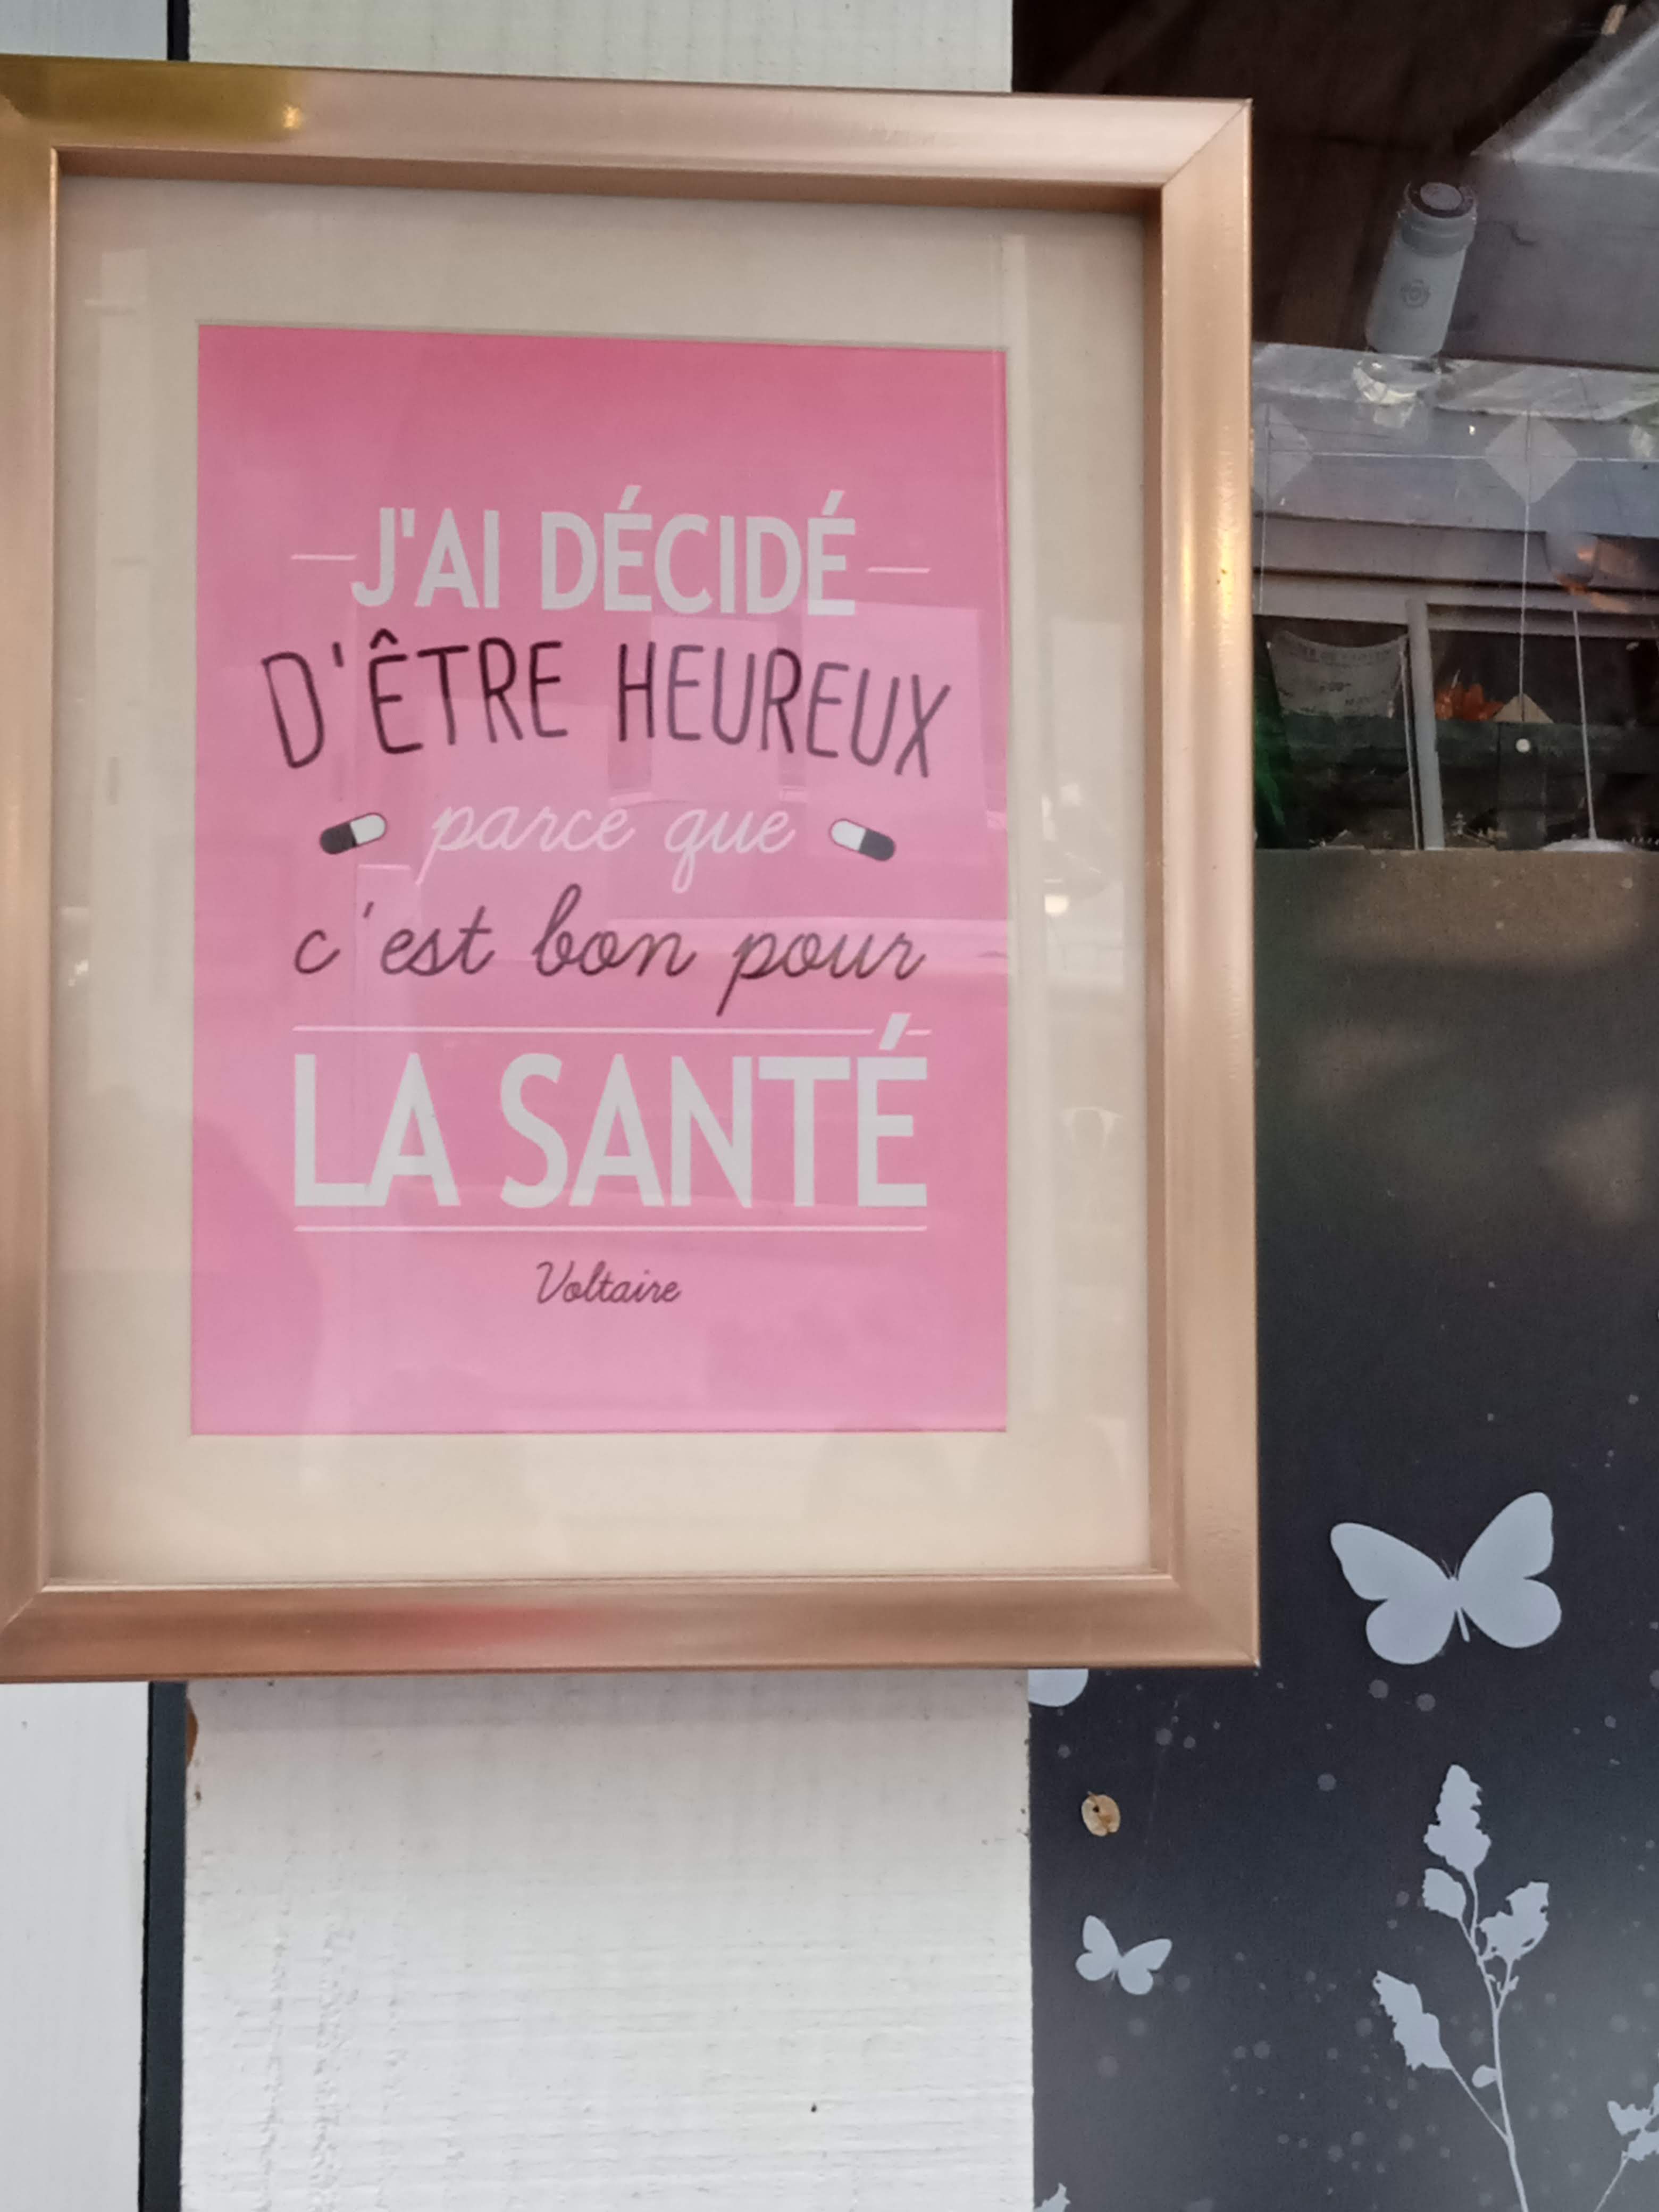 J'AI DÉCIDÉ
D'ÊTRE HEUREUX
parce que
c'est bon pour
LA SANTÉ
Voltaire